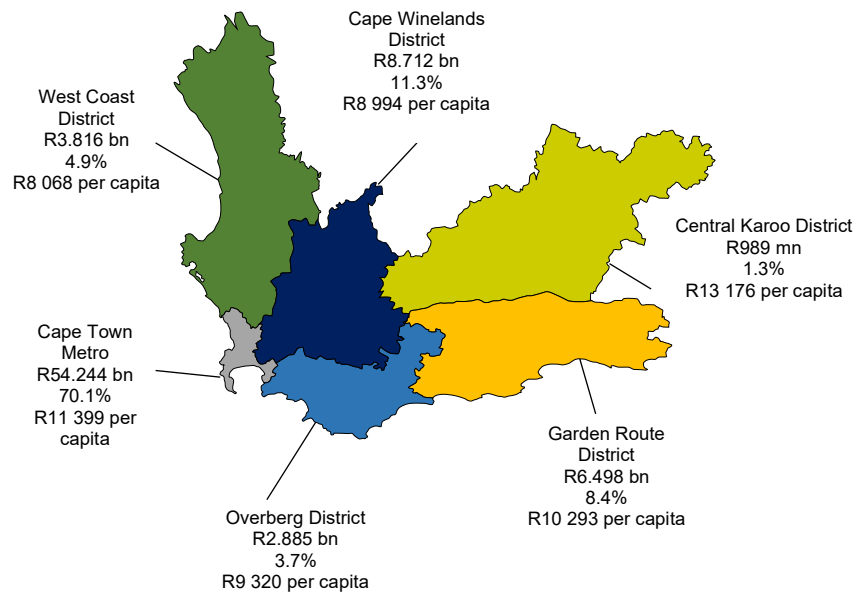 Cape Winelands
District
R8.712 bn
11.3%
R8 994 per capita
West Coast
District
R3.816 bn
4.9%
R8 068 per capita
Central Karoo District
R989 mn
1.3%
R13 176 per capita
Cape Town
Metro
R54.244 bn
70.1%
R11 399 per
capita
Garden Route
District
R6.498 bn
8.4%
R10 293 per capita
Overberg District
R2.885 bn
3.7%
R9 320 per capita